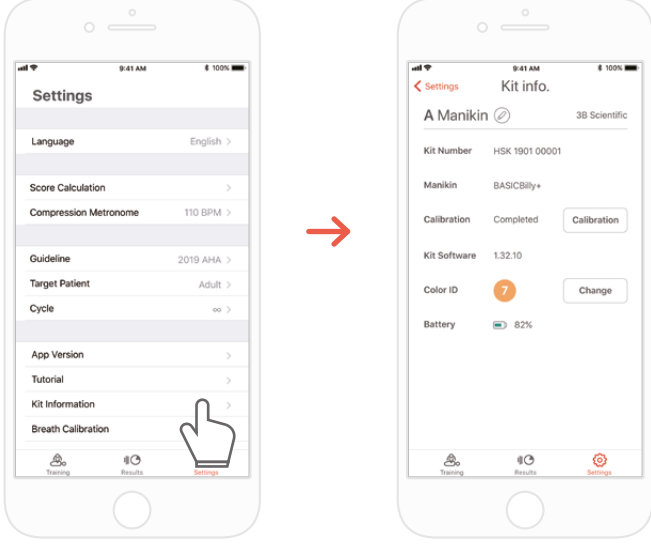 9:41 AM 100%
Settings
Language English
Score Calculation
Compression Metronome 110 BPM
Guideline 2019 AHA
Target Patient Adult
Cycle ∞
App Version
Tutorial
Kit Information
Breath Calibration
Training Results Settings
9:41 AM 100%
Settings Kit info.
A Manikin 3B Scientific
Kit Number HSK 1901 00001
Manikin BASICBilly+
Calibration Completed Calibration
Kit Software 1.32.10
Color ID 7 Change
Battery 82%
Training Results Settings